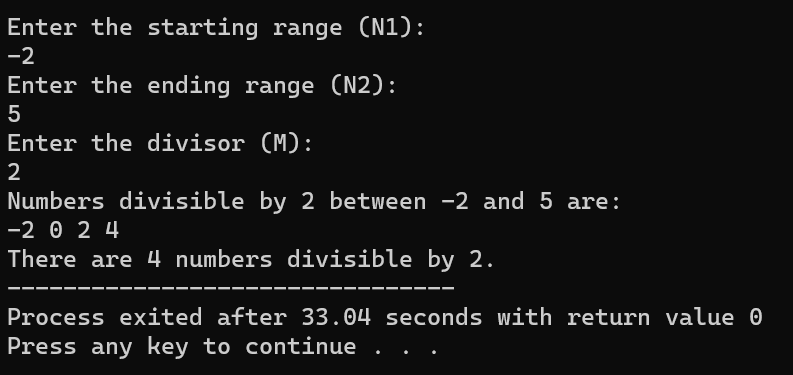 Enter the starting range (N1):
-2
Enter the ending range (N2):
5
Enter the divisor (M):
2
Numbers divisible by 2 between -2 and 5 are:
-2 0 2 4
There are 4 numbers divisible by 2.
--------------------------------
Process exited after 33.04 seconds with return value 0
Press any key to continue . . .